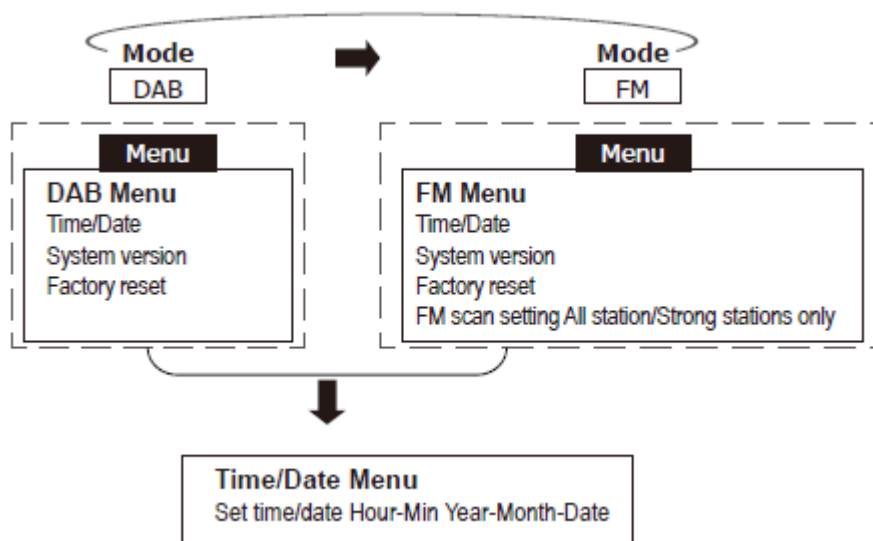 Mode
DAB
Mode
FM
Menu
DAB Menu
Time/Date
System version
Factory reset
Menu
FM Menu
Time/Date
System version
Factory reset
FM scan setting All station/Strong stations only
Time/Date Menu
Set time/date Hour-Min Year-Month-Date